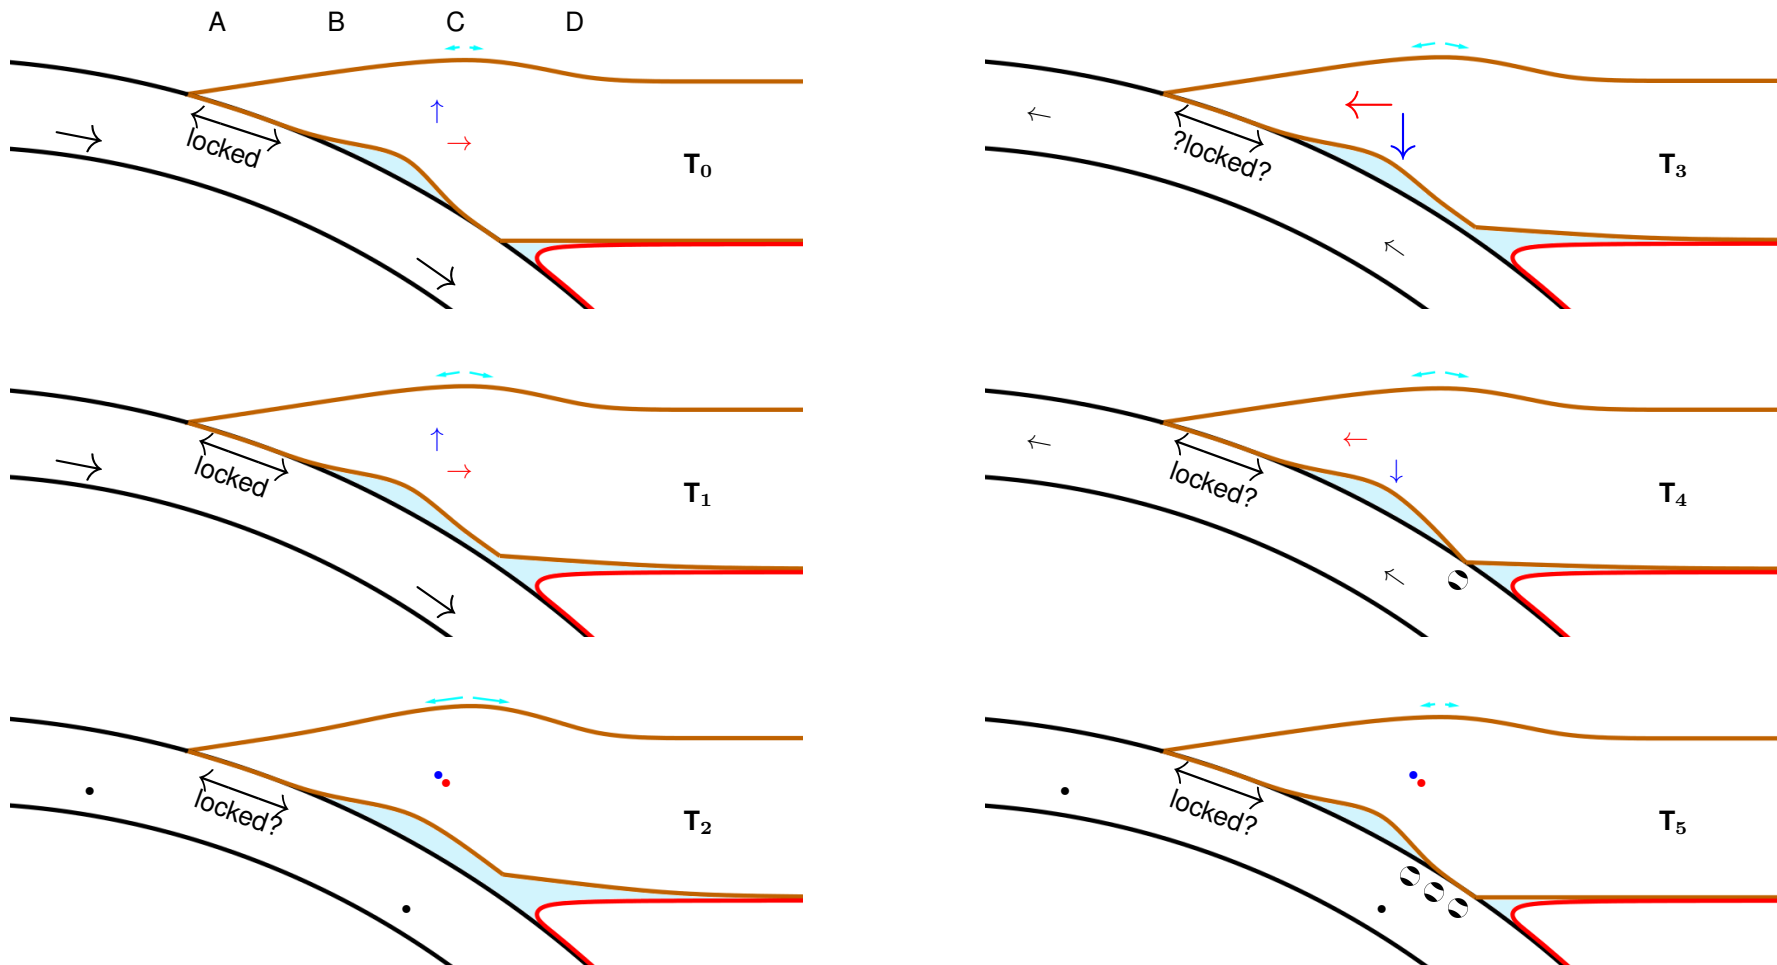 A B C D
locked
T₀
?locked?
T₃
locked
T₁
locked?
T₄
locked?
T₂
locked?
T₅